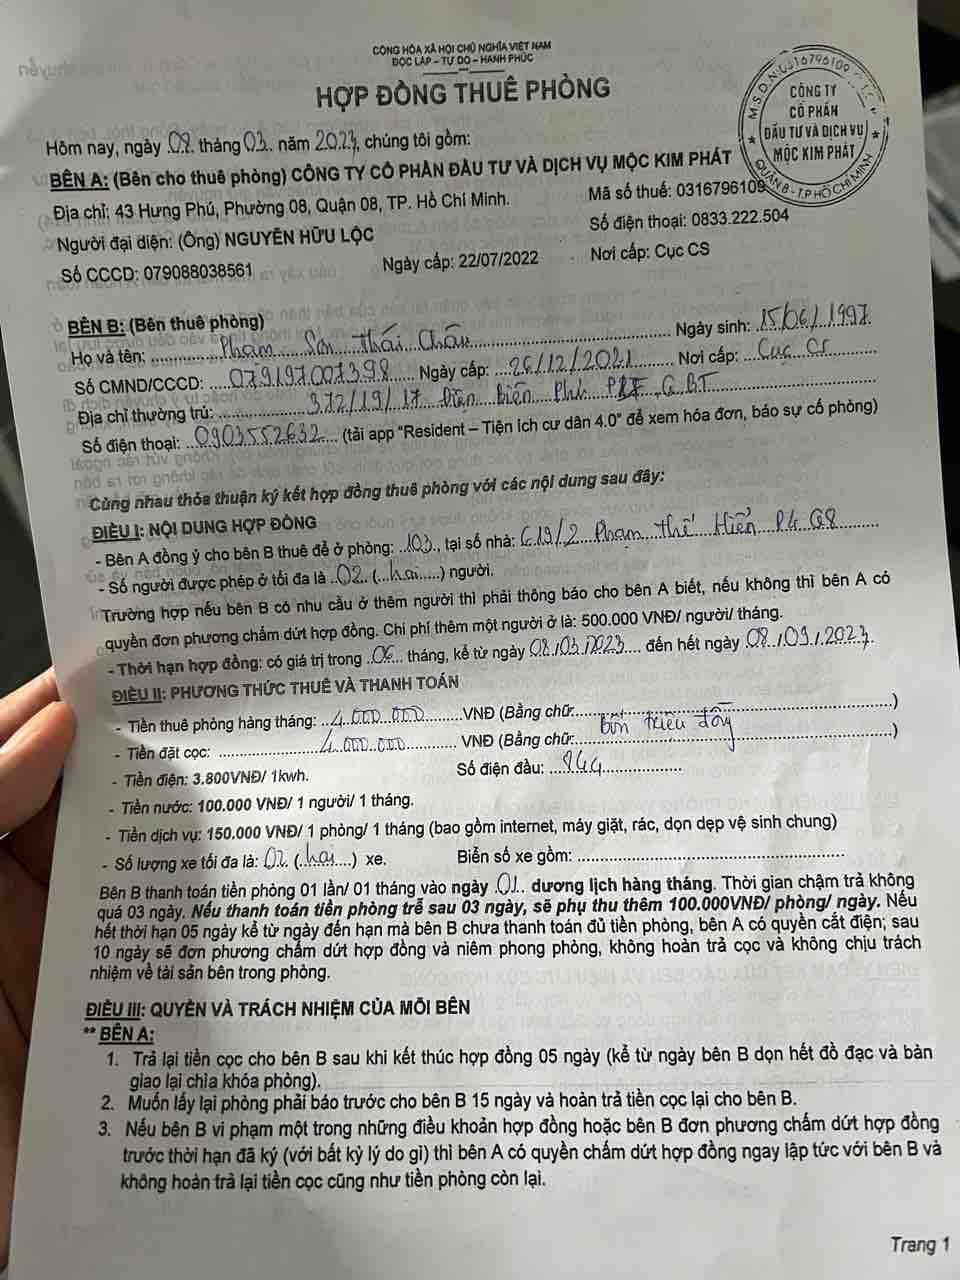 CỘNG HÒA XÃ HỘI CHỦ NGHĨA VIỆT NAM
ĐỘC LẬP – TỰ DO – HẠNH PHÚC
HỢP ĐỒNG THUÊ PHÒNG
M.S.D.N: 0316796109
CÔNG TY
CỔ PHẦN
ĐẦU TƯ VÀ DỊCH VỤ
MỘC KIM PHÁT
QUẬN 8 - T.P HỒ CHÍ MINH
Hôm nay, ngày 08. tháng 03. năm 2023, chúng tôi gồm:
BÊN A: (Bên cho thuê phòng) CÔNG TY CỔ PHẦN ĐẦU TƯ VÀ DỊCH VỤ MỘC KIM PHÁT
Địa chỉ: 43 Hưng Phú, Phường 08, Quận 08, TP. Hồ Chí Minh. Mã số thuế: 0316796109
Người đại diện: (Ông) NGUYỄN HỮU LỘC Số điện thoại: 0833.222.504
Số CCCD: 079088038561 Ngày cấp: 22/07/2022 Nơi cấp: Cục CS
BÊN B: (Bên thuê phòng)
Họ và tên: Phạm Sơn Thái Châu Ngày sinh: 15/06/1997
Số CMND/CCCD: 079197007398 Ngày cấp: 26/12/2021 Nơi cấp: Cục Cs
Địa chỉ thường trú: 372/19/17 Điện Biên Phủ Q BT
Số điện thoại: 0903552632 (tải app "Resident – Tiện ích cư dân 4.0" để xem hóa đơn, báo sự cố phòng)
Cùng nhau thỏa thuận ký kết hợp đồng thuê phòng với các nội dung sau đây:
ĐIỀU I: NỘI DUNG HỢP ĐỒNG
- Bên A đồng ý cho bên B thuê để ở phòng: 103., tại số nhà: C19/2 Phạm Thế Hiển P4 Q8
- Số người được phép ở tối đa là 02. (hai) người.
Trường hợp nếu bên B có nhu cầu ở thêm người thì phải thông báo cho bên A biết, nếu không thì bên A có
quyền đơn phương chấm dứt hợp đồng. Chi phí thêm một người ở là: 500.000 VNĐ/ người/ tháng.
- Thời hạn hợp đồng: có giá trị trong 06 tháng, kể từ ngày 08/03/2023 đến hết ngày 08/09/2023.
ĐIỀU II: PHƯƠNG THỨC THUÊ VÀ THANH TOÁN
- Tiền thuê phòng hàng tháng: 4.000.000 VNĐ (Bằng chữ: bốn triệu đồng)
- Tiền đặt cọc: 4.000.000 VNĐ (Bằng chữ: )
- Tiền điện: 3.800VNĐ/ 1kwh. Số điện đầu: 844
- Tiền nước: 100.000 VNĐ/ 1 người/ 1 tháng.
- Tiền dịch vụ: 150.000 VNĐ/ 1 phòng/ 1 tháng (bao gồm internet, máy giặt, rác, dọn dẹp vệ sinh chung)
- Số lượng xe tối đa là: 02. (hai) xe. Biển số xe gồm:
Bên B thanh toán tiền phòng 01 lần/ 01 tháng vào ngày 01. dương lịch hàng tháng. Thời gian chậm trả không
quá 03 ngày. Nếu thanh toán tiền phòng trễ sau 03 ngày, sẽ phụ thu thêm 100.000VNĐ/ phòng/ ngày. Nếu
hết thời hạn 05 ngày kể từ ngày đến hạn mà bên B chưa thanh toán đủ tiền phòng, bên A có quyền cắt điện; sau
10 ngày sẽ đơn phương chấm dứt hợp đồng và niêm phong phòng, không hoàn trả cọc và không chịu trách
nhiệm về tài sản bên trong phòng.
ĐIỀU III: QUYỀN VÀ TRÁCH NHIỆM CỦA MỖI BÊN
** BÊN A:
1. Trả lại tiền cọc cho bên B sau khi kết thúc hợp đồng 05 ngày (kể từ ngày bên B dọn hết đồ đạc và bàn
giao lại chìa khóa phòng).
2. Muốn lấy lại phòng phải báo trước cho bên B 15 ngày và hoàn trả tiền cọc lại cho bên B.
3. Nếu bên B vi phạm một trong những điều khoản hợp đồng hoặc bên B đơn phương chấm dứt hợp đồng
trước thời hạn đã ký (với bất kỳ lý do gì) thì bên A có quyền chấm dứt hợp đồng ngay lập tức với bên B và
không hoàn trả lại tiền cọc cũng như tiền phòng còn lại.
Trang 1